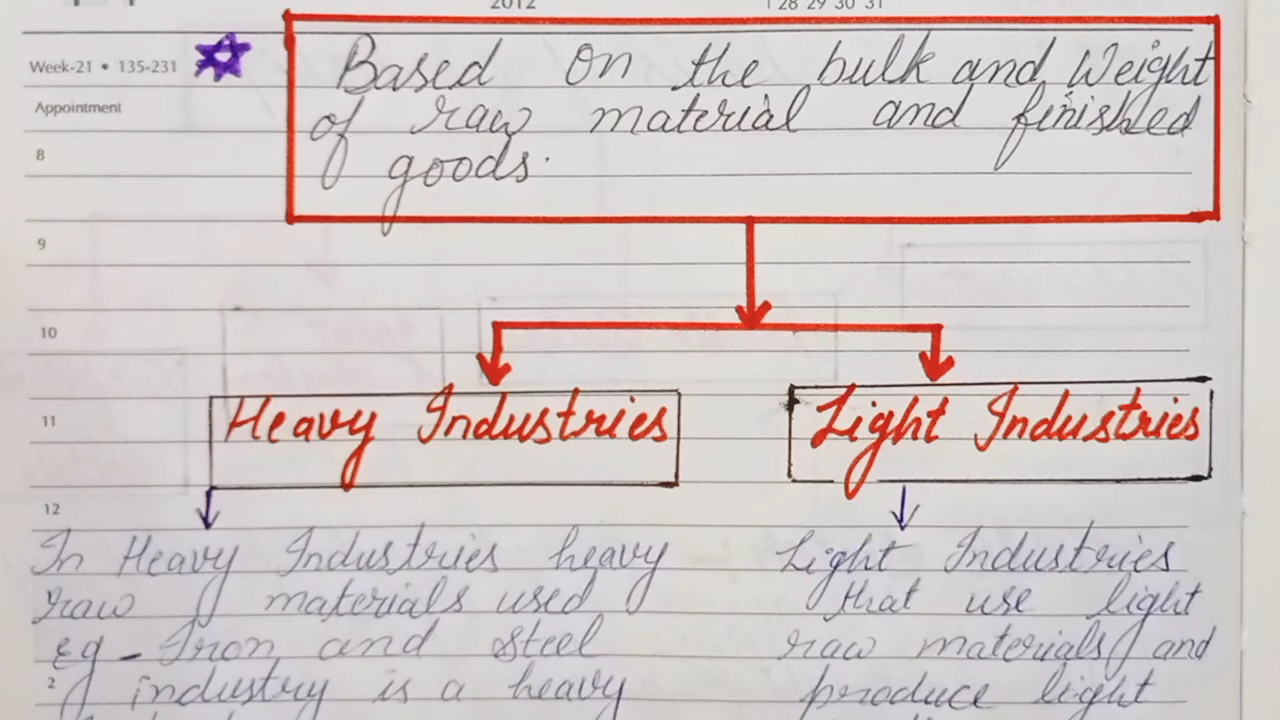 2012
28 29 30 31
Week-21 • 135-231
Appointment
Based on the bulk and Weight
of raw material and finished
goods.
8
9
10
11
12
2
Heavy Industries
In Heavy Industries heavy
raw materials used
eg - Iron and Steel
industry is a heavy
Light Industries
Light Industries
that use light
raw materials and
produce light